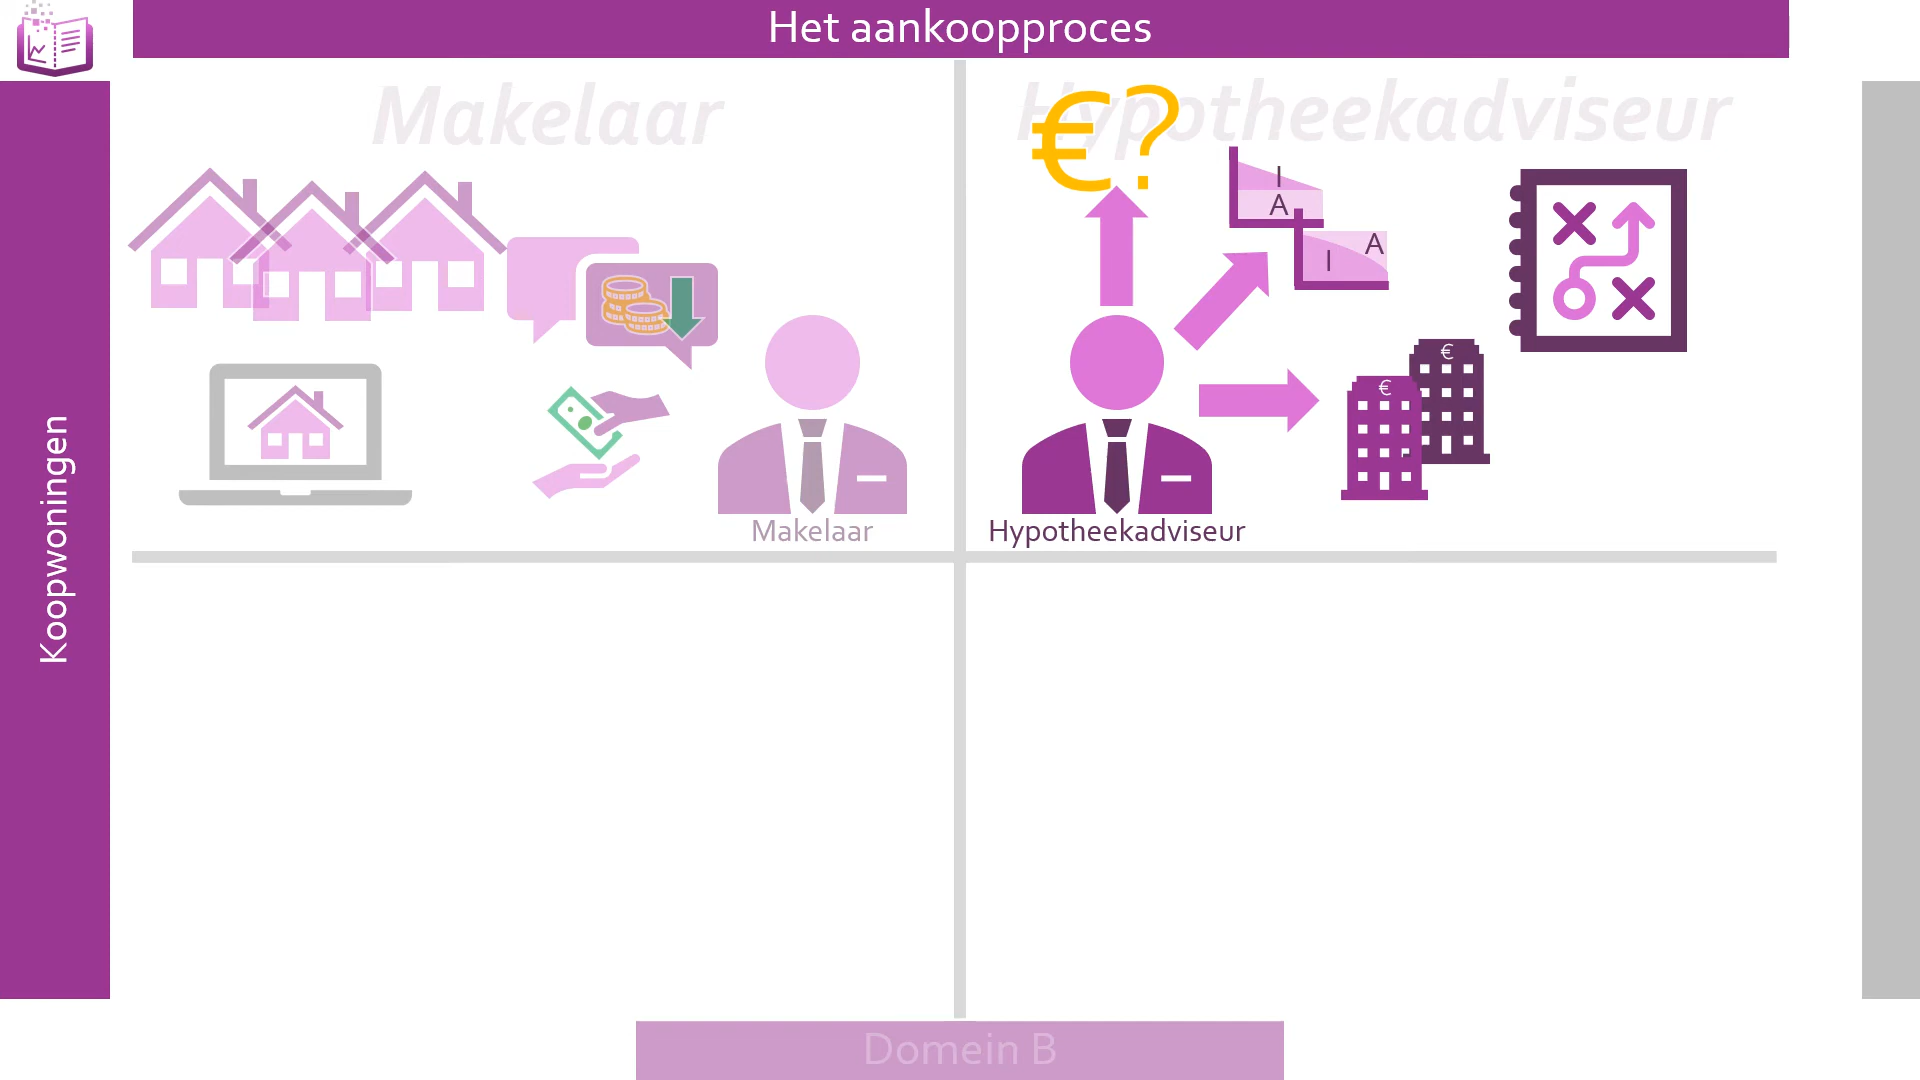 Het aankoopproces
Makelaar
Hypotheekadviseur
€?
I
A
A
I
€
€
Makelaar
Hypotheekadviseur
Koopwoningen
Domein B